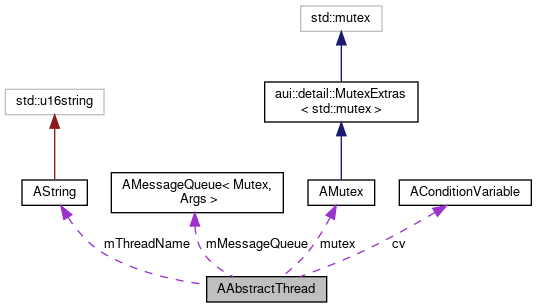 std::mutex
std::u16string
aui::detail::MutexExtras
< std::mutex >
AString
AMessageQueue< Mutex,
Args >
AMutex
AConditionVariable
mThreadName
mMessageQueue
mutex
cv
AAbstractThread